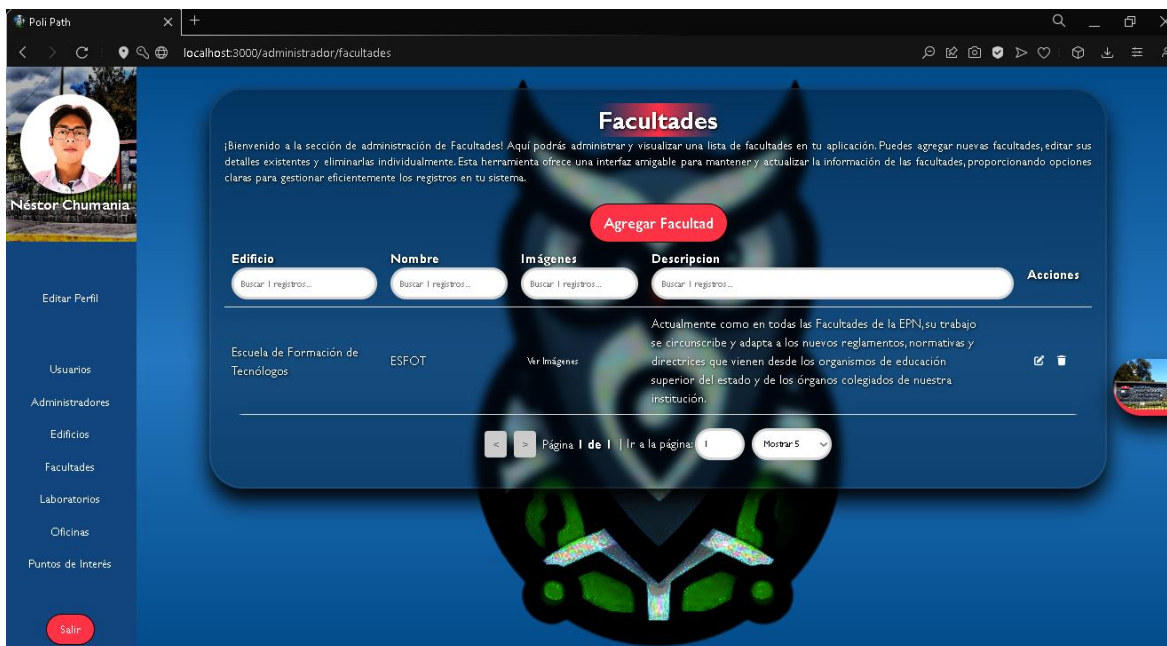 Poli Path
localhost:3000/administrador/facultades
Néstor Chumania
Editar Perfil
Usuarios
Administradores
Edificios
Facultades
Laboratorios
Oficinas
Puntos de Interés
Salir
Facultades
¡Bienvenido a la sección de administración de Facultades! Aquí podrás administrar y visualizar una lista de facultades en tu aplicación. Puedes agregar nuevas facultades, editar sus
detalles existentes y eliminarlas individualmente. Esta herramienta ofrece una interfaz amigable para mantener y actualizar la información de las facultades, proporcionando opciones
claras para gestionar eficientemente los registros en tu sistema.
Agregar Facultad
Edificio Nombre Imágenes Descripcion Acciones
Buscar 1 registros... Buscar 1 registros... Buscar 1 registros... Buscar 1 registros...
Escuela de Formación de
Tecnólogos
ESFOT
Ver Imágenes
Actualmente como en todas las Facultades de la EPN, su trabajo
se circunscribe y adapta a los nuevos reglamentos, normativas y
directrices que vienen desde los organismos de educación
superior del estado y de los órganos colegiados de nuestra
institución.
< > Página 1 de 1 | Ir a la página: 1 Mostrar 5